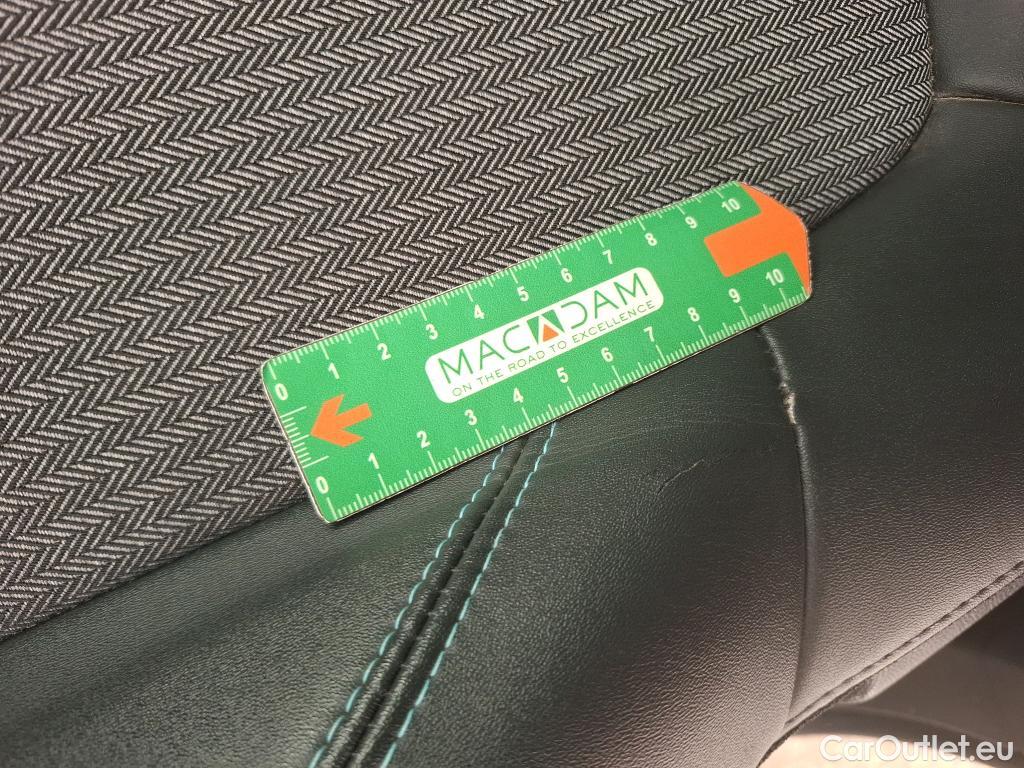 0 1 2 3 4 5 6 7 8 9 10
MACADAM
ON THE ROAD TO EXCELLENCE
0 1 2 3 4 5 6 7 8 9 10
CarOutlet.eu